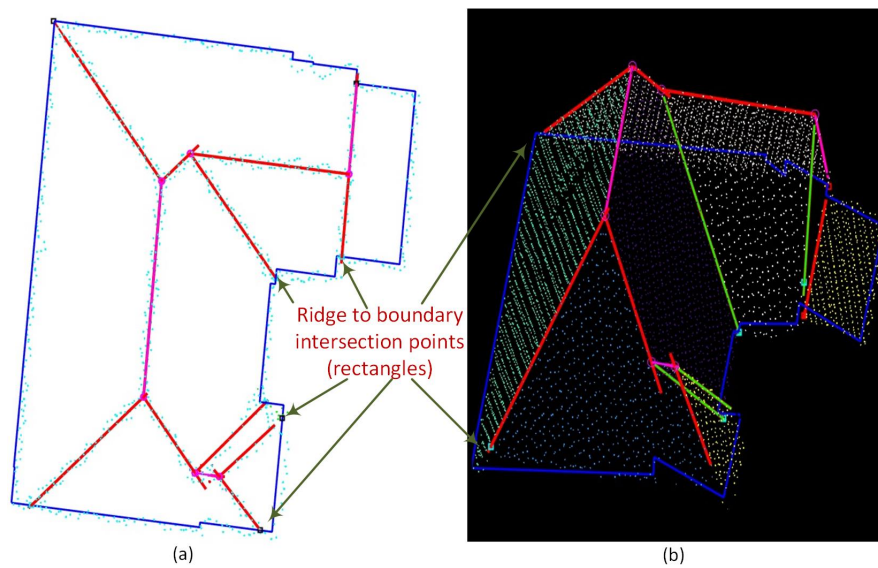 Ridge to boundary
intersection points
(rectangles)
(a)
(b)